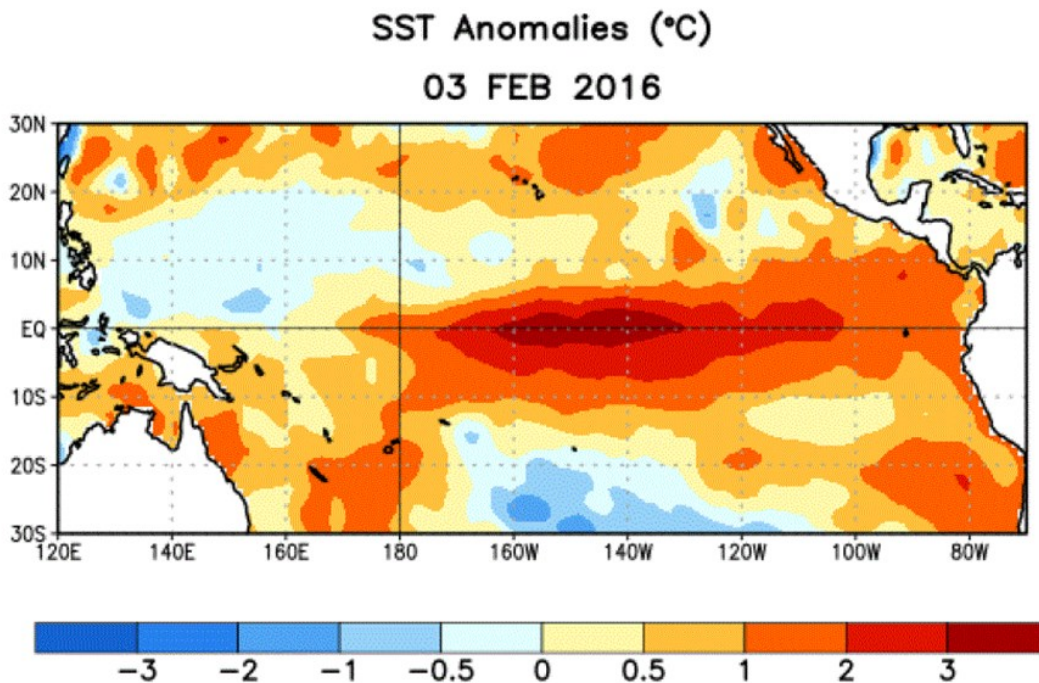 SST Anomalies (°C)
03 FEB 2016
30N
20N
10N
EQ
10S
20S
30S
120E 140E 160E 180 160W 140W 120W 100W 80W
-3 -2 -1 -0.5 0 0.5 1 2 3